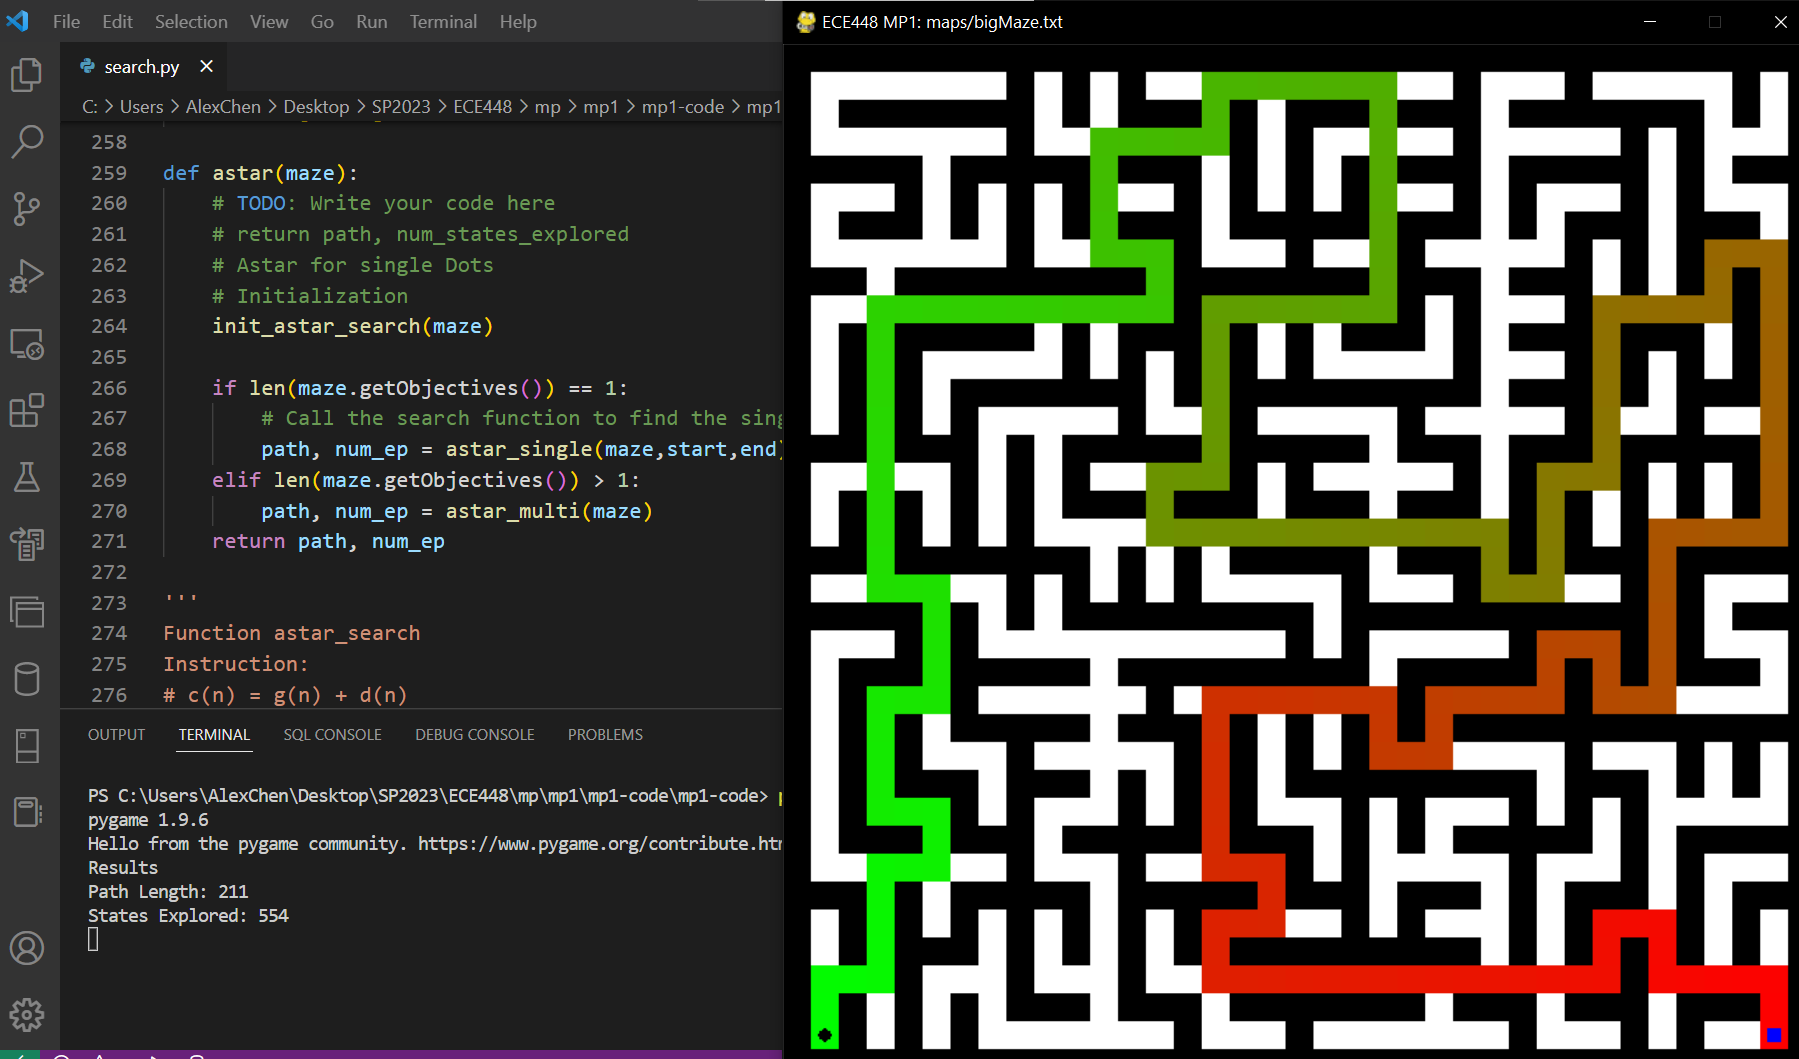 File Edit Selection View Go Run Terminal Help
ECE448 MP1: maps/bigMaze.txt
search.py
C: > Users > AlexChen > Desktop > SP2023 > ECE448 > mp > mp1 > mp1-code > mp1
258
259 def astar(maze):
260 # TODO: Write your code here
261 # return path, num_states_explored
262 # Astar for single Dots
263 # Initialization
264 init_astar_search(maze)
265
266 if len(maze.getObjectives()) == 1:
267 # Call the search function to find the sing
268 path, num_ep = astar_single(maze,start,end)
269 elif len(maze.getObjectives()) > 1:
270 path, num_ep = astar_multi(maze)
271 return path, num_ep
272
273 '''
274 Function astar_search
275 Instruction:
276 # c(n) = g(n) + d(n)
OUTPUT TERMINAL SQL CONSOLE DEBUG CONSOLE PROBLEMS
PS C:\Users\AlexChen\Desktop\SP2023\ECE448\mp\mp1\mp1-code\mp1-code>
pygame 1.9.6
Hello from the pygame community. https://www.pygame.org/contribute.htm
Results
Path Length: 211
States Explored: 554